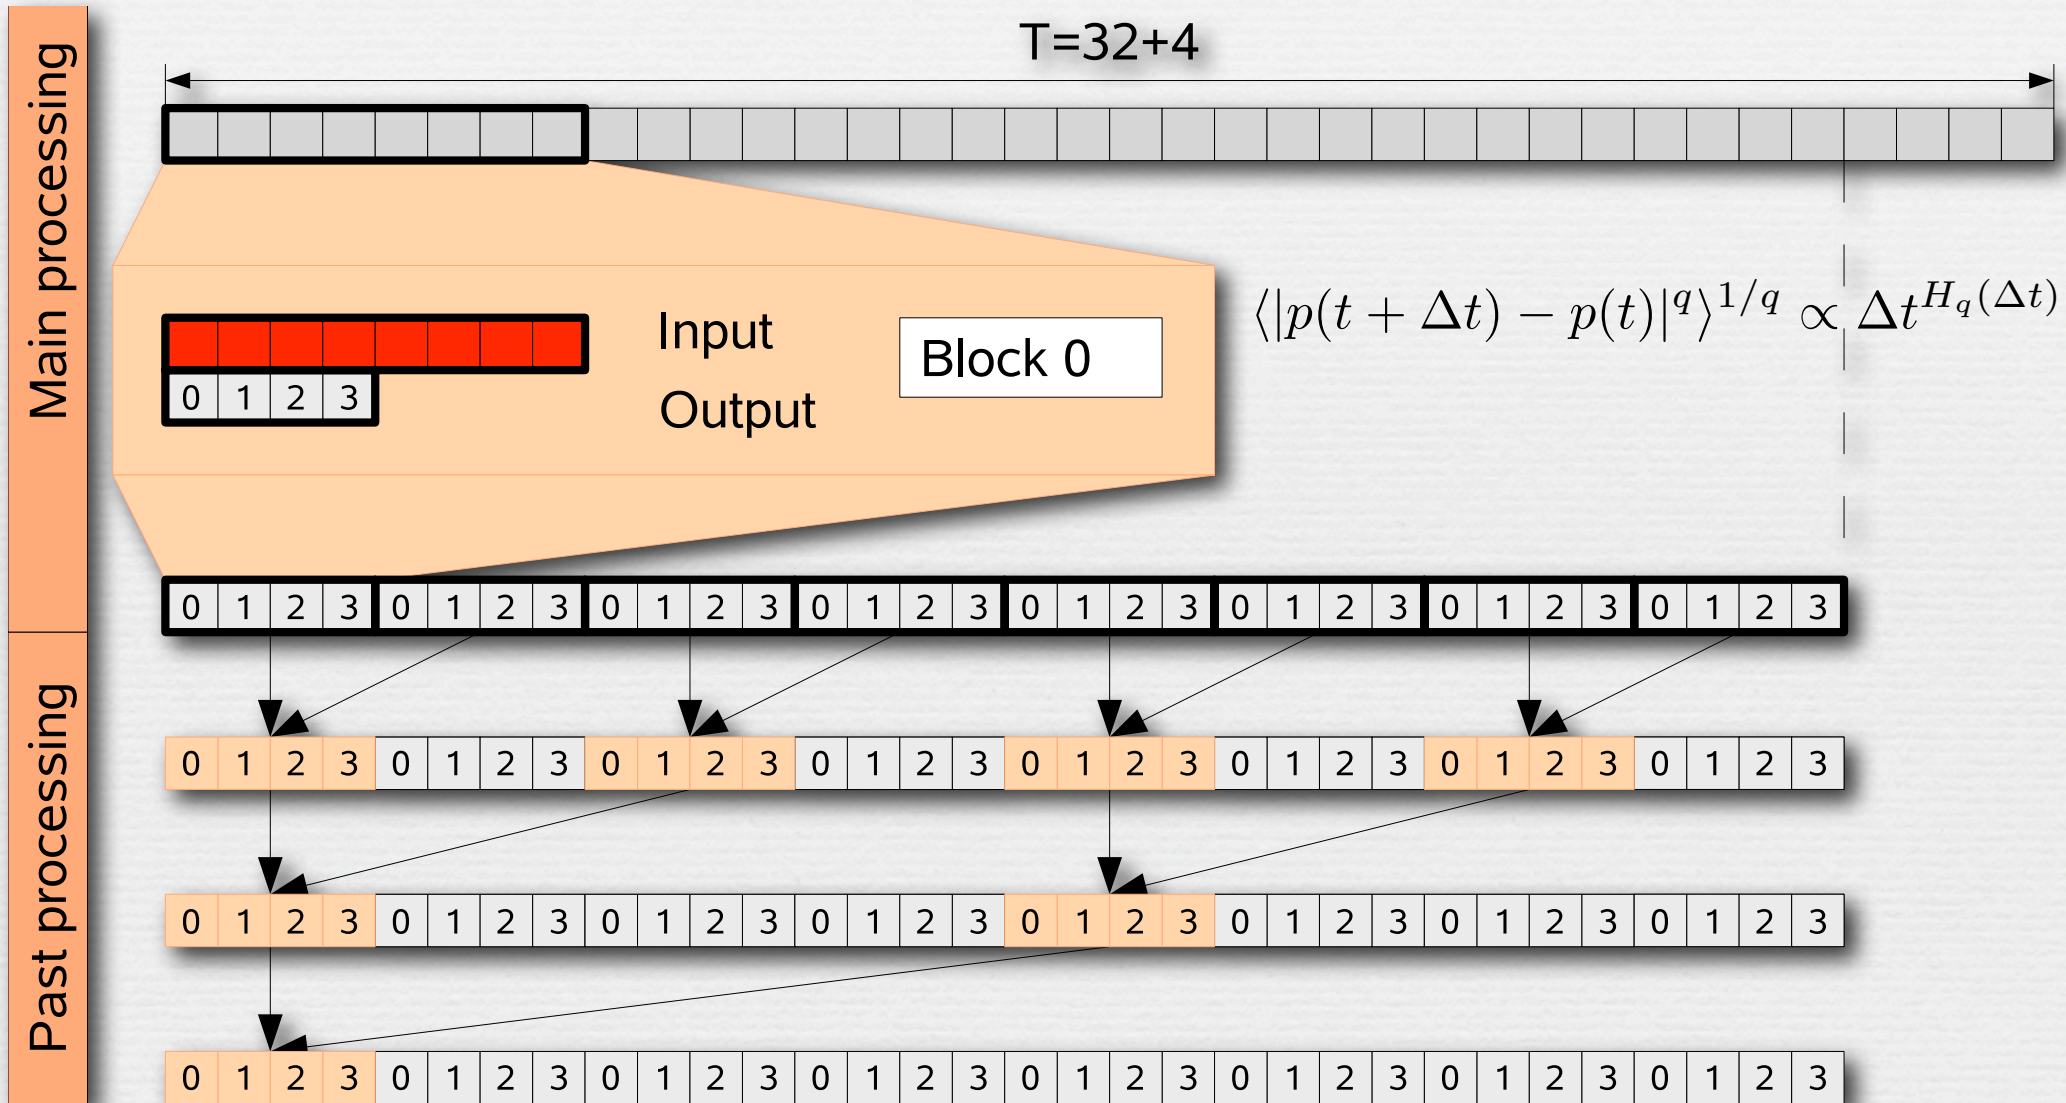 Main processing
T=32+4
Input
Output
Block 0
0 1 2 3
⟨|p(t + Δt) − p(t)|^q⟩^{1/q} ∝ Δt^{H_q(Δt)}
0 1 2 3 0 1 2 3 0 1 2 3 0 1 2 3 0 1 2 3 0 1 2 3 0 1 2 3 0 1 2 3
Past processing
0 1 2 3 0 1 2 3 0 1 2 3 0 1 2 3 0 1 2 3 0 1 2 3 0 1 2 3 0 1 2 3
0 1 2 3 0 1 2 3 0 1 2 3 0 1 2 3 0 1 2 3 0 1 2 3 0 1 2 3 0 1 2 3
0 1 2 3 0 1 2 3 0 1 2 3 0 1 2 3 0 1 2 3 0 1 2 3 0 1 2 3 0 1 2 3